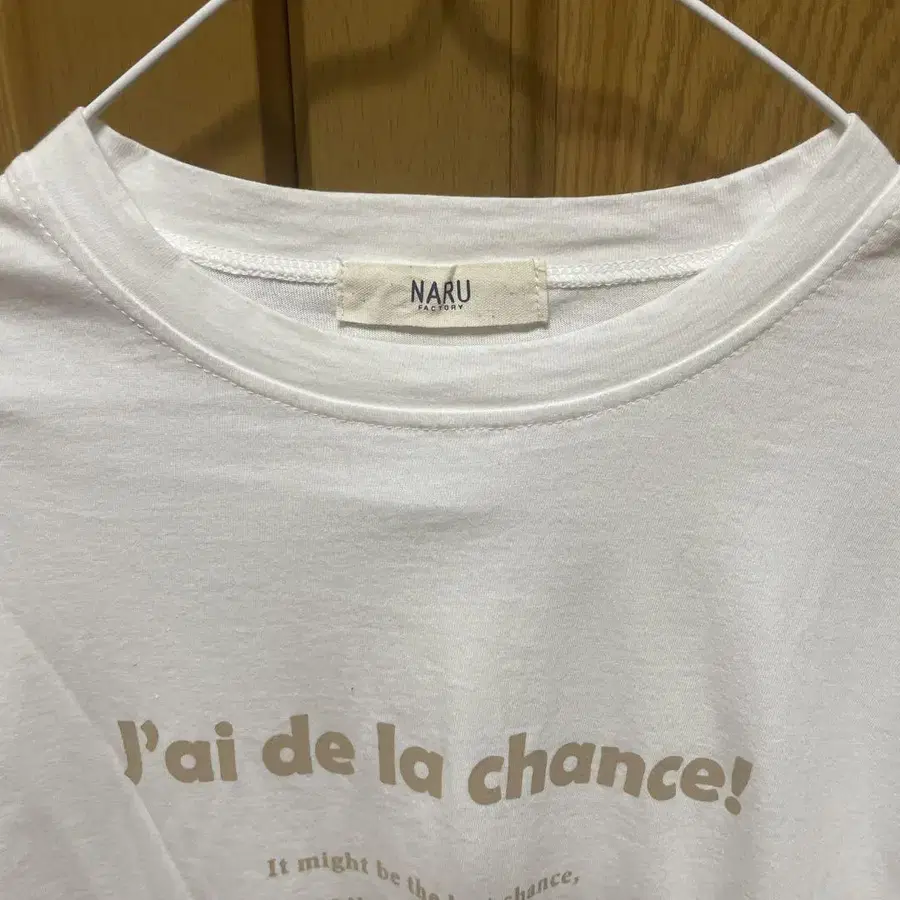 NARU
FACTORY
J'ai de la chance!
It might be the chance,